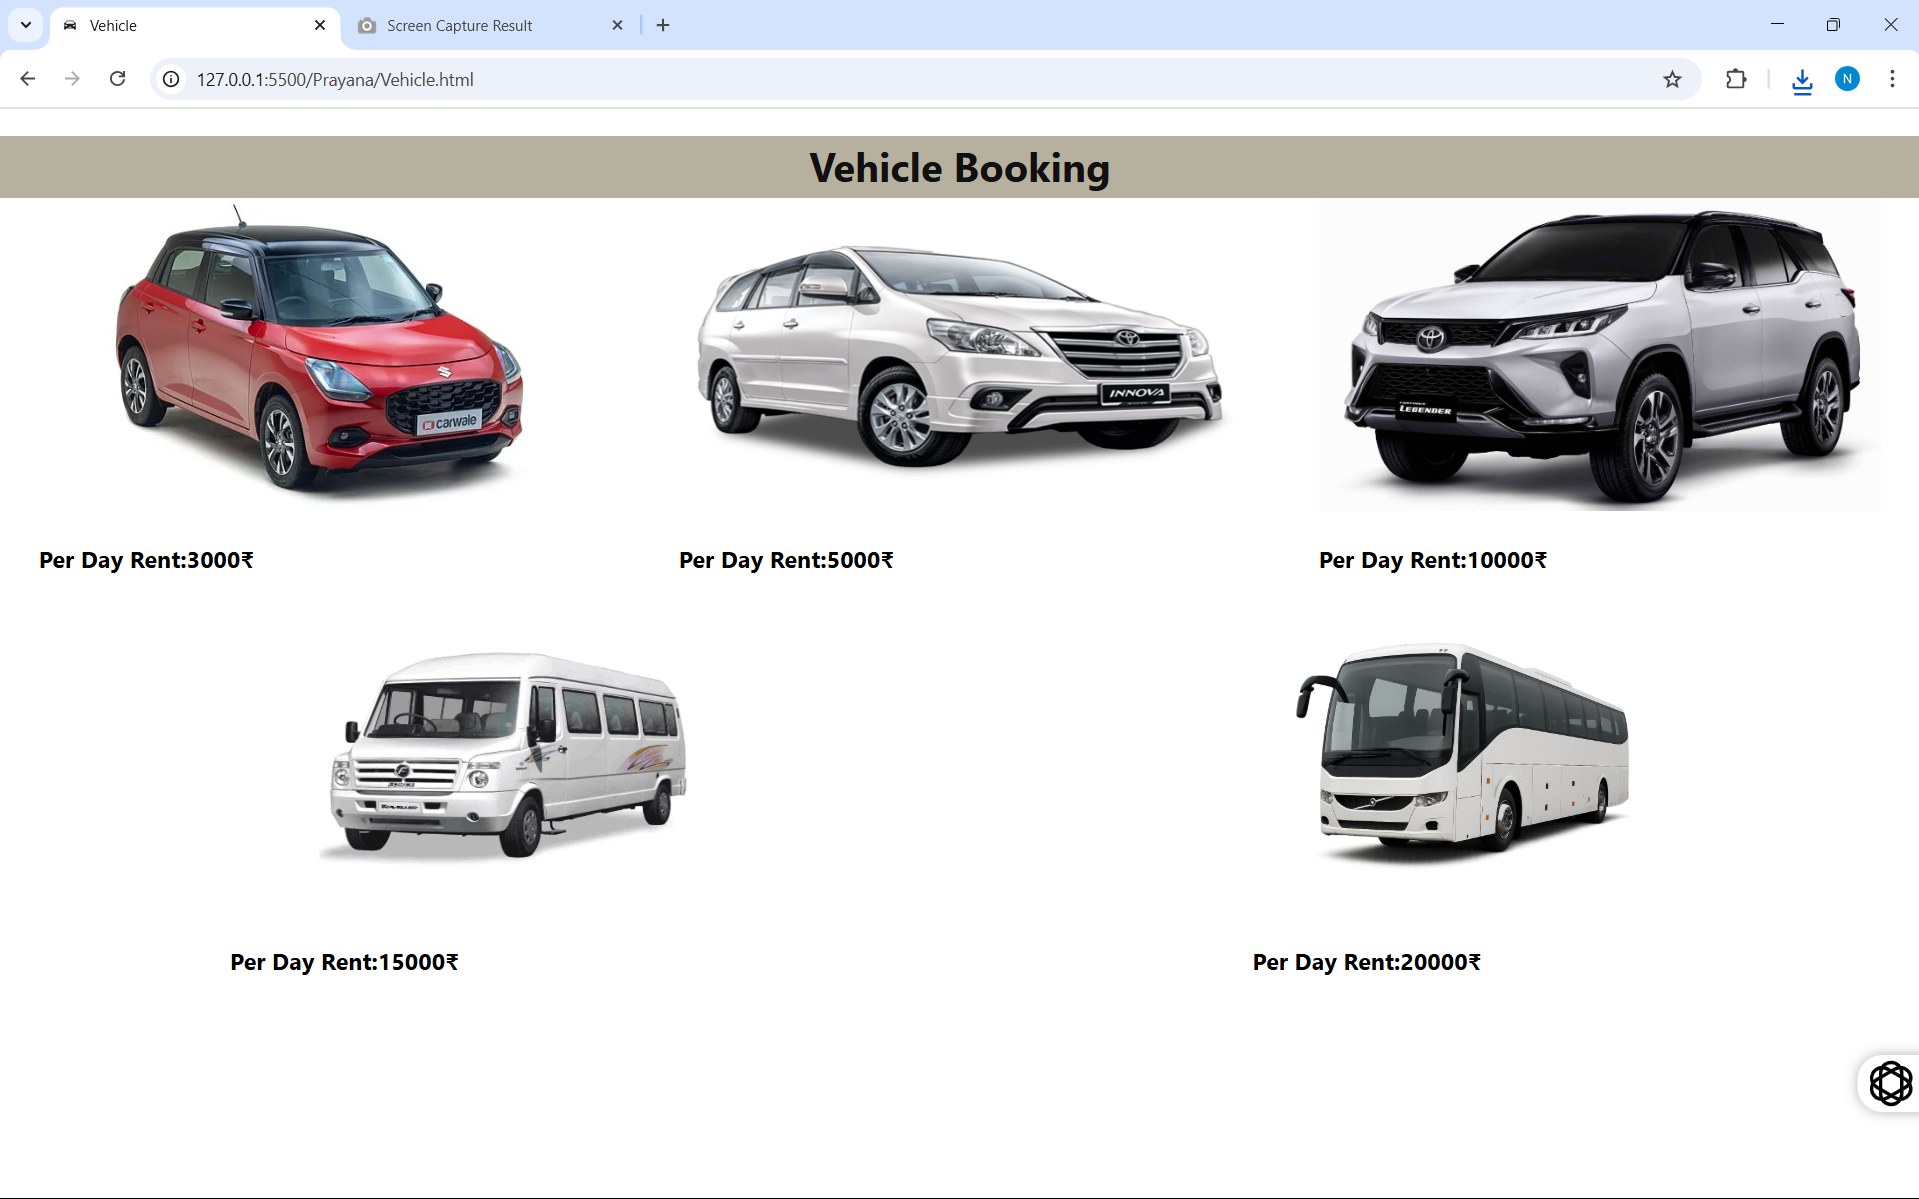 Vehicle
Screen Capture Result
127.0.0.1:5500/Prayana/Vehicle.html
N
Vehicle Booking
carwale
INNOVA
LEGENDER
Per Day Rent:3000₹
Per Day Rent:5000₹
Per Day Rent:10000₹
Per Day Rent:15000₹
Per Day Rent:20000₹